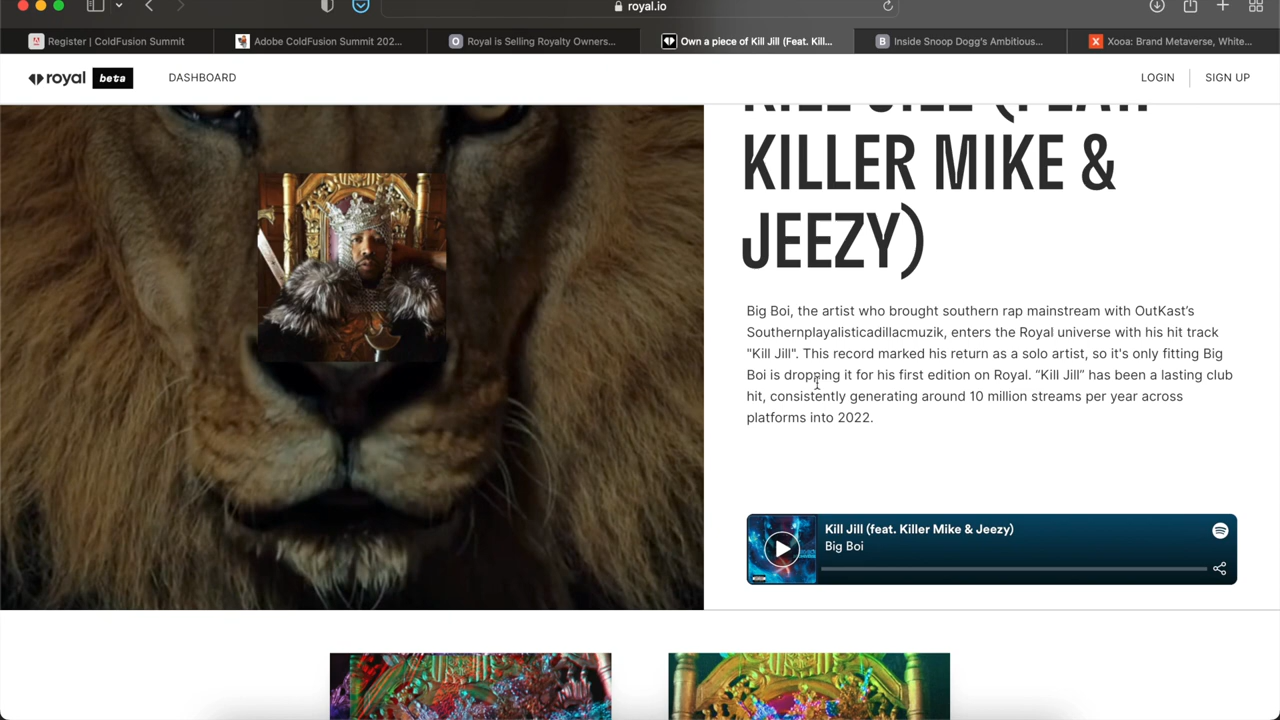 royal.io
Register | ColdFusion Summit
Adobe ColdFusion Summit 202...
Royal is Selling Royalty Owners...
Own a piece of Kill Jill (Feat. Kill...
Inside Snoop Dogg's Ambitious...
Xooa: Brand Metaverse, White...
royal beta
DASHBOARD
LOGIN
SIGN UP
KILL JILL (FEAT.
KILLER MIKE &
JEEZY)
Big Boi, the artist who brought southern rap mainstream with OutKast's
Southernplayalisticadillacmuzik, enters the Royal universe with his hit track
"Kill Jill". This record marked his return as a solo artist, so it's only fitting Big
Boi is dropping it for his first edition on Royal. “Kill Jill” has been a lasting club
hit, consistently generating around 10 million streams per year across
platforms into 2022.
Kill Jill (feat. Killer Mike & Jeezy)
Big Boi